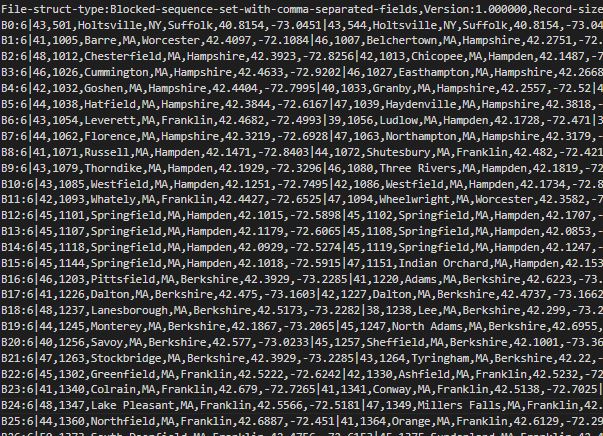 File-struct-type:Blocked-sequence-set-with-comma-separated-fields,Version:1.000000,Record-size
B0:6|43,501,Holtsville,NY,Suffolk,40.8154,-73.0451|43,544,Holtsville,NY,Suffolk,40.8154,-73.04
B1:6|41,1005,Barre,MA,Worcester,42.4097,-72.1084|46,1007,Belchertown,MA,Hampshire,42.2751,-72.
B2:6|48,1012,Chesterfield,MA,Hampshire,42.3923,-72.8256|42,1013,Chicopee,MA,Hampden,42.1487,-7
B3:6|46,1026,Cummington,MA,Hampshire,42.4633,-72.9202|46,1027,Easthampton,MA,Hampshire,42.2668
B4:6|42,1032,Goshen,MA,Hampshire,42.4404,-72.7995|40,1033,Granby,MA,Hampshire,42.2557,-72.52|4
B5:6|44,1038,Hatfield,MA,Hampshire,42.3844,-72.6167|47,1039,Haydenville,MA,Hampshire,42.3818,-
B6:6|43,1054,Leverett,MA,Franklin,42.4682,-72.4993|39,1056,Ludlow,MA,Hampden,42.1728,-72.471|3
B7:6|44,1062,Florence,MA,Hampshire,42.3219,-72.6928|47,1063,Northampton,MA,Hampshire,42.3179,-
B8:6|41,1071,Russell,MA,Hampden,42.1471,-72.8403|44,1072,Shutesbury,MA,Franklin,42.482,-72.421
B9:6|43,1079,Thorndike,MA,Hampden,42.1929,-72.3296|46,1080,Three Rivers,MA,Hampden,42.1819,-72
B10:6|43,1085,Westfield,MA,Hampden,42.1251,-72.7495|42,1086,Westfield,MA,Hampden,42.1734,-72.8
B11:6|42,1093,Whately,MA,Franklin,42.4427,-72.6525|47,1094,Wheelwright,MA,Worcester,42.3582,-7
B12:6|45,1101,Springfield,MA,Hampden,42.1015,-72.5898|45,1102,Springfield,MA,Hampden,42.1707,-
B13:6|45,1107,Springfield,MA,Hampden,42.1179,-72.6065|45,1108,Springfield,MA,Hampden,42.0853,-
B14:6|45,1118,Springfield,MA,Hampden,42.0929,-72.5274|45,1119,Springfield,MA,Hampden,42.1247,-
B15:6|45,1144,Springfield,MA,Hampden,42.1018,-72.5915|47,1151,Indian Orchard,MA,Hampden,42.153
B16:6|46,1203,Pittsfield,MA,Berkshire,42.3929,-73.2285|41,1220,Adams,MA,Berkshire,42.6223,-73.
B17:6|41,1226,Dalton,MA,Berkshire,42.475,-73.1603|42,1227,Dalton,MA,Berkshire,42.4737,-73.1662
B18:6|48,1237,Lanesborough,MA,Berkshire,42.5173,-73.2282|38,1238,Lee,MA,Berkshire,42.299,-73.2
B19:6|44,1245,Monterey,MA,Berkshire,42.1867,-73.2065|45,1247,North Adams,MA,Berkshire,42.6955,
B20:6|40,1256,Savoy,MA,Berkshire,42.577,-73.0233|45,1257,Sheffield,MA,Berkshire,42.1001,-73.36
B21:6|47,1263,Stockbridge,MA,Berkshire,42.3929,-73.2285|43,1264,Tyringham,MA,Berkshire,42.22,-
B22:6|45,1302,Greenfield,MA,Franklin,42.5222,-72.6242|42,1330,Ashfield,MA,Franklin,42.5232,-72
B23:6|41,1340,Colrain,MA,Franklin,42.679,-72.7265|41,1341,Conway,MA,Franklin,42.5138,-72.7025|
B24:6|48,1347,Lake Pleasant,MA,Franklin,42.5566,-72.5181|47,1349,Millers Falls,MA,Franklin,42.
B25:6|44,1360,Northfield,MA,Franklin,42.6887,-72.451|41,1364,Orange,MA,Franklin,42.6129,-72.29